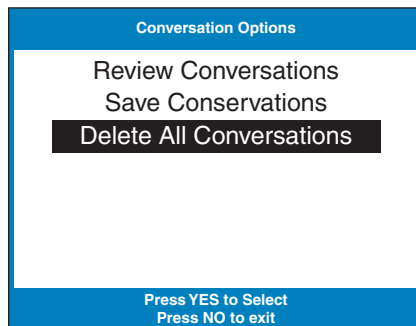 Conversation Options
Review Conversations
Save Conservations
Delete All Conversations
Press YES to Select
Press NO to exit